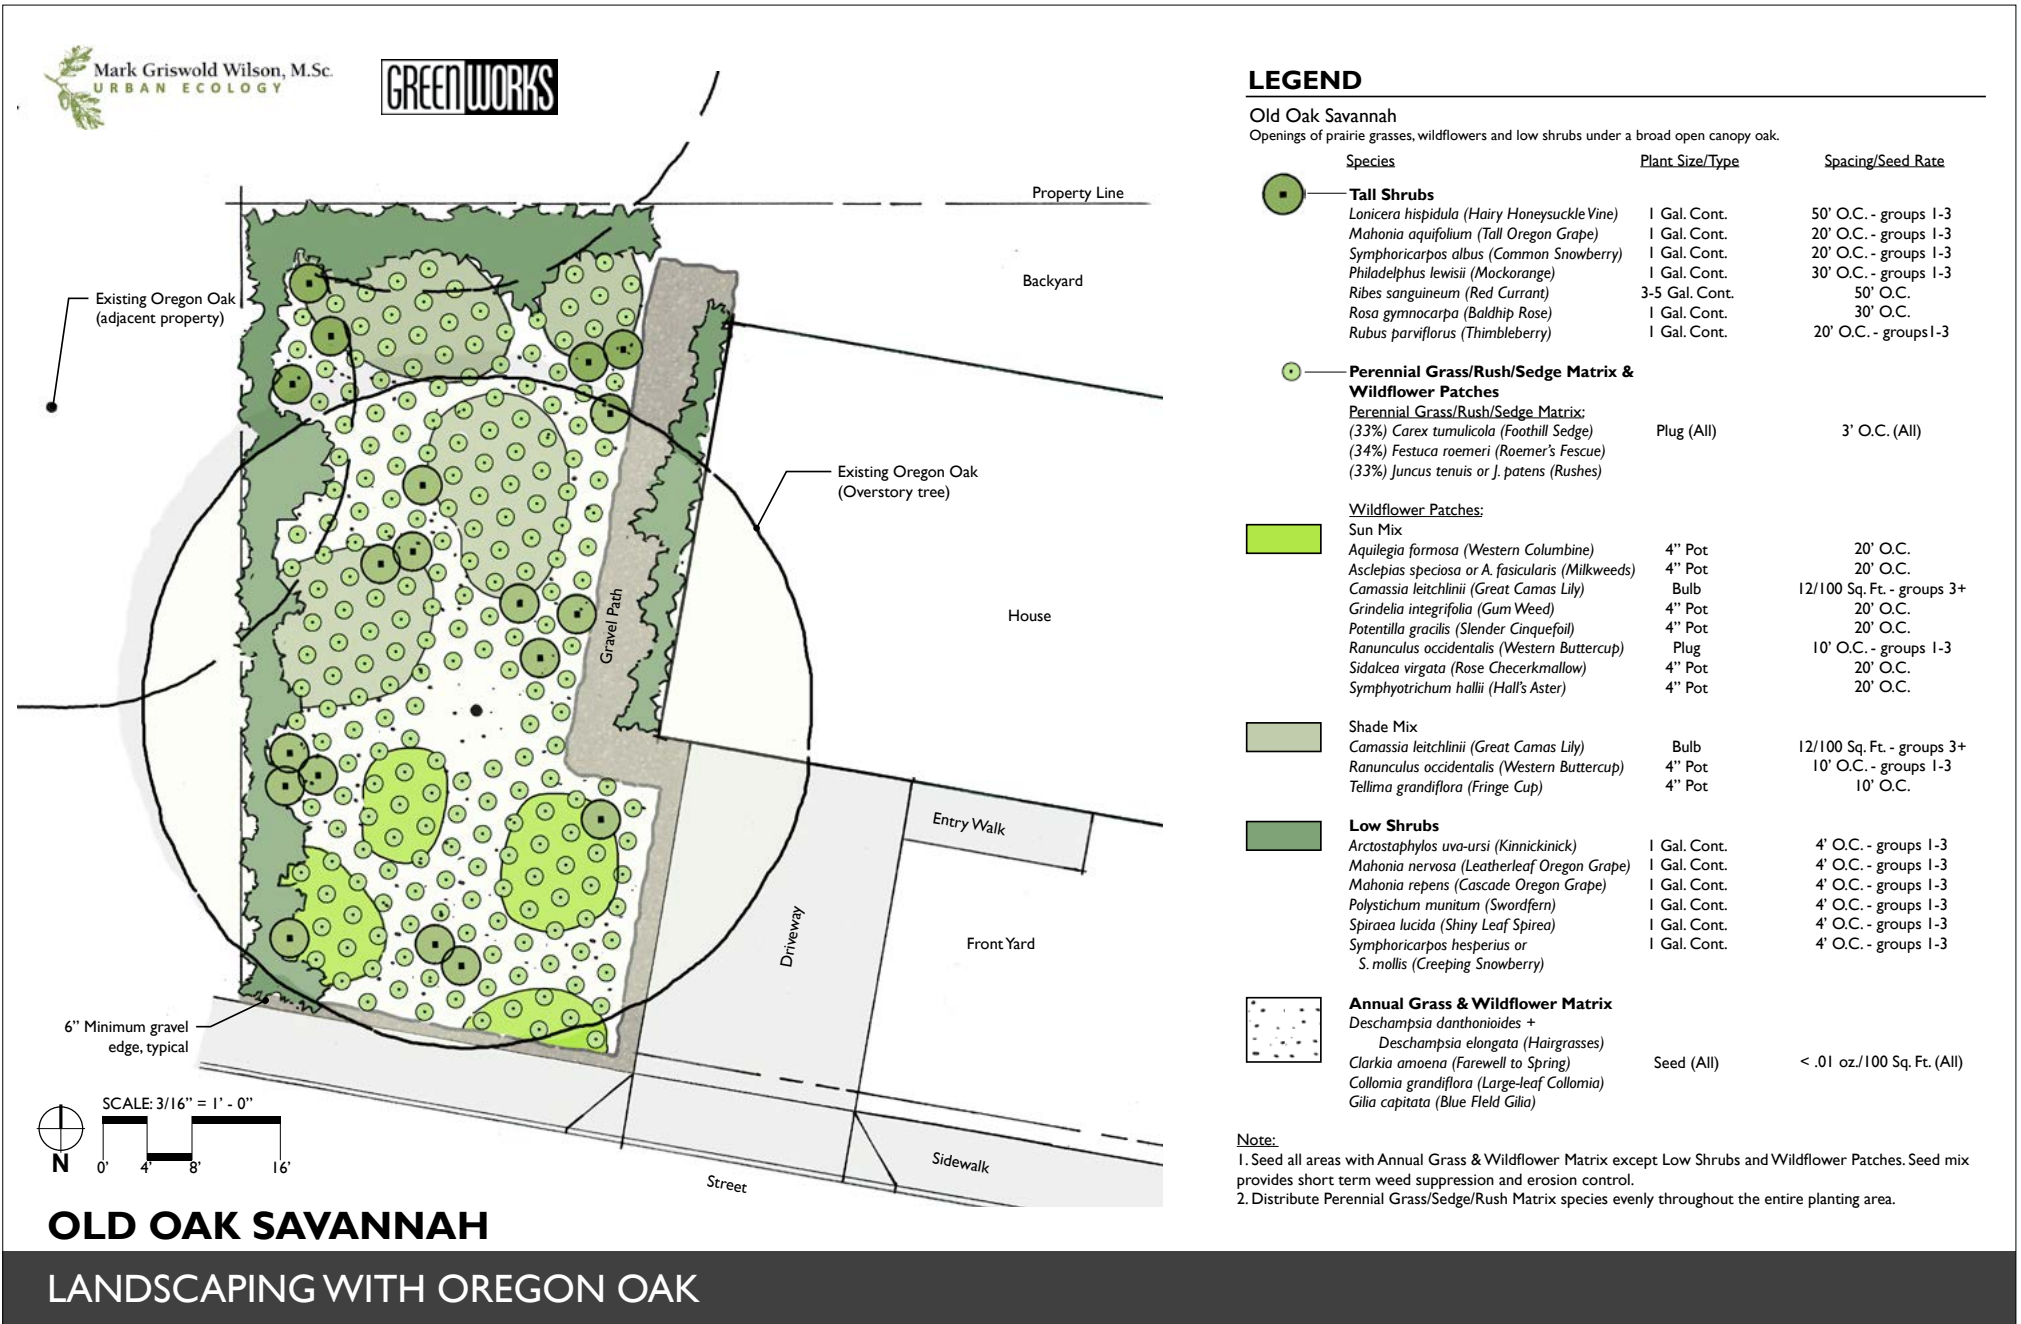 Mark Griswold Wilson, M.Sc.
URBAN ECOLOGY
GREENWORKS
Property Line
Backyard
Existing Oregon Oak
(adjacent property)
Existing Oregon Oak
(Overstory tree)
Gravel Path
House
Entry Walk
Driveway
Front Yard
6” Minimum gravel
edge, typical
Sidewalk
Street
SCALE: 3/16” = 1’ - 0”
N
0’ 4’ 8’ 16’
OLD OAK SAVANNAH
LANDSCAPING WITH OREGON OAK
LEGEND
Old Oak Savannah
Openings of prairie grasses, wildflowers and low shrubs under a broad open canopy oak.
Species Plant Size/Type Spacing/Seed Rate
Tall Shrubs
Lonicera hispidula (Hairy Honeysuckle Vine) 1 Gal. Cont. 50’ O.C. - groups 1-3
Mahonia aquifolium (Tall Oregon Grape) 1 Gal. Cont. 20’ O.C. - groups 1-3
Symphoricarpos albus (Common Snowberry) 1 Gal. Cont. 20’ O.C. - groups 1-3
Philadelphus lewisii (Mockorange) 1 Gal. Cont. 30’ O.C. - groups 1-3
Ribes sanguineum (Red Currant) 3-5 Gal. Cont. 50’ O.C.
Rosa gymnocarpa (Baldhip Rose) 1 Gal. Cont. 30’ O.C.
Rubus parviflorus (Thimbleberry) 1 Gal. Cont. 20’ O.C. - groups1-3
Perennial Grass/Rush/Sedge Matrix &
Wildflower Patches
Perennial Grass/Rush/Sedge Matrix:
(33%) Carex tumulicola (Foothill Sedge) Plug (All) 3’ O.C. (All)
(34%) Festuca roemeri (Roemer’s Fescue)
(33%) Juncus tenuis or J. patens (Rushes)
Wildflower Patches:
Sun Mix
Aquilegia formosa (Western Columbine) 4” Pot 20’ O.C.
Asclepias speciosa or A. fasicularis (Milkweeds) 4” Pot 20’ O.C.
Camassia leitchlinii (Great Camas Lily) Bulb 12/100 Sq. Ft. - groups 3+
Grindelia integrifolia (Gum Weed) 4” Pot 20’ O.C.
Potentilla gracilis (Slender Cinquefoil) 4” Pot 20’ O.C.
Ranunculus occidentalis (Western Buttercup) Plug 10’ O.C. - groups 1-3
Sidalcea virgata (Rose Checerkmallow) 4” Pot 20’ O.C.
Symphyotrichum hallii (Hall’s Aster) 4” Pot 20’ O.C.
Shade Mix
Camassia leitchlinii (Great Camas Lily) Bulb 12/100 Sq. Ft. - groups 3+
Ranunculus occidentalis (Western Buttercup) 4” Pot 10’ O.C. - groups 1-3
Tellima grandiflora (Fringe Cup) 4” Pot 10’ O.C.
Low Shrubs
Arctostaphylos uva-ursi (Kinnickinick) 1 Gal. Cont. 4’ O.C. - groups 1-3
Mahonia nervosa (Leatherleaf Oregon Grape) 1 Gal. Cont. 4’ O.C. - groups 1-3
Mahonia repens (Cascade Oregon Grape) 1 Gal. Cont. 4’ O.C. - groups 1-3
Polystichum munitum (Swordfern) 1 Gal. Cont. 4’ O.C. - groups 1-3
Spiraea lucida (Shiny Leaf Spirea) 1 Gal. Cont. 4’ O.C. - groups 1-3
Symphoricarpos hesperius or 1 Gal. Cont. 4’ O.C. - groups 1-3
S. mollis (Creeping Snowberry)
Annual Grass & Wildflower Matrix
Deschampsia danthonioides +
Deschampsia elongata (Hairgrasses)
Clarkia amoena (Farewell to Spring) Seed (All) < .01 oz./100 Sq. Ft. (All)
Collomia grandiflora (Large-leaf Collomia)
Gilia capitata (Blue FIeld Gilia)
Note:
1. Seed all areas with Annual Grass & Wildflower Matrix except Low Shrubs and Wildflower Patches. Seed mix
provides short term weed suppression and erosion control.
2. Distribute Perennial Grass/Sedge/Rush Matrix species evenly throughout the entire planting area.